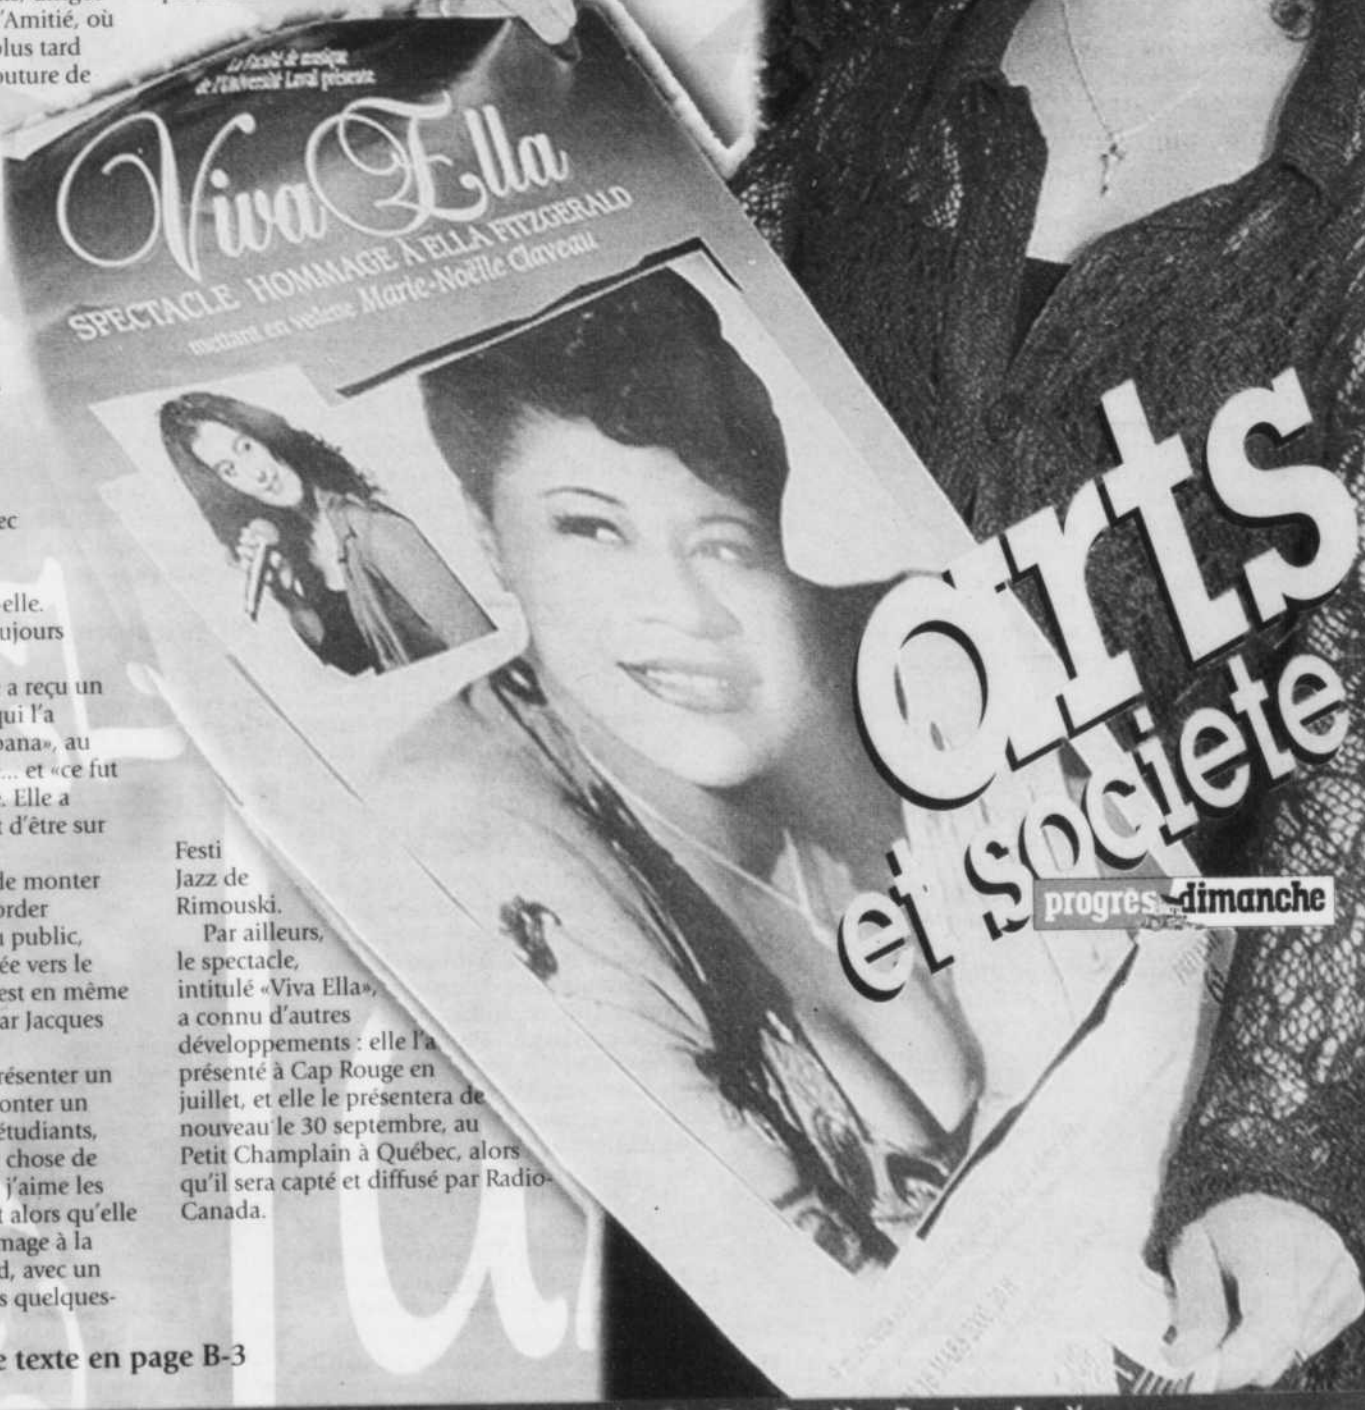 'Amitié, où
plus tard
outure de
La faculté de musique
de l'Université Laval présente
Viva Ella
SPECTACLE HOMMAGE À ELLA FITZGERALD
mettant en vedette Marie-Noëlle Claveau
ec
-elle.
ujours
a reçu un
qui l'a
bana», au
... et «ce fut
. Elle a
t d'être sur
de monter
order
u public,
ée vers le
est en même
ar Jacques
résenter un
onter un
étudiants,
chose de
j'aime les
t alors qu'elle
mage à la
d, avec un
s quelques-
e texte en page B-3
Festi
Jazz de
Rimouski.
Par ailleurs,
le spectacle,
intitulé «Viva Ella»,
a connu d'autres
développements : elle l'a
présenté à Cap Rouge en
juillet, et elle le présentera de
nouveau le 30 septembre, au
Petit Champlain à Québec, alors
qu'il sera capté et diffusé par Radio-
Canada.
arts
et societe
progrès-dimanche